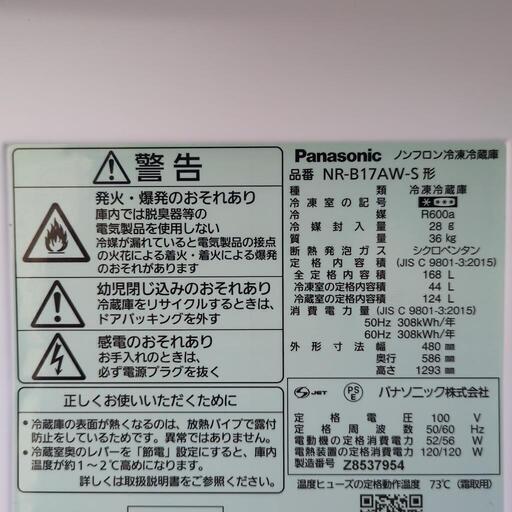 警告
発火・爆発のおそれあり
庫内では脱臭器等の
電気製品を使用しない
冷媒が漏れていると電気製品の接点
の火花による着火・着火による爆発
のおそれあり
幼児閉じ込みのおそれあり
冷蔵庫をリサイクルするときは、
ドアパッキングを外す
感電のおそれあり
お手入れのときは、
必ず電源プラグを抜く
正しくお使いいただくために
・冷蔵庫の表面が熱くなるのは、放熱パイプで露付
防止をしているためです。異常ではありません。
・冷蔵室奥のレバーを「節電」設定にすると、庫内
温度が約1～2℃高めになります。
詳しくは取扱説明書をご覧ください。
Panasonic ノンフロン冷凍冷蔵庫
品番 NR-B17AW-S 形
種類 冷凍冷蔵庫
冷凍室の記号
冷媒 R600a
冷媒封入量 28 g
質量 36 kg
断熱発泡ガス シクロペンタン
定格内容積 (JIS C 9801-3:2015)
全定格内容積 168 L
冷凍室の定格内容積 44 L
冷蔵室の定格内容積 124 L
消費電力量 (JIS C 9801-3:2015)
50Hz 308kWh/年
60Hz 308kWh/年
外形寸法 幅 480 mm
奥行 586 mm
高さ 1293 mm
S JET PS E パナソニック株式会社
定格電圧 100 V
定格周波数 50/60 Hz
電動機の定格消費電力 52/56 W
電熱装置の定格消費電力 120/120 W
製造番号 Z8537954
温度ヒューズの定格動作温度 73℃ (霜取用)